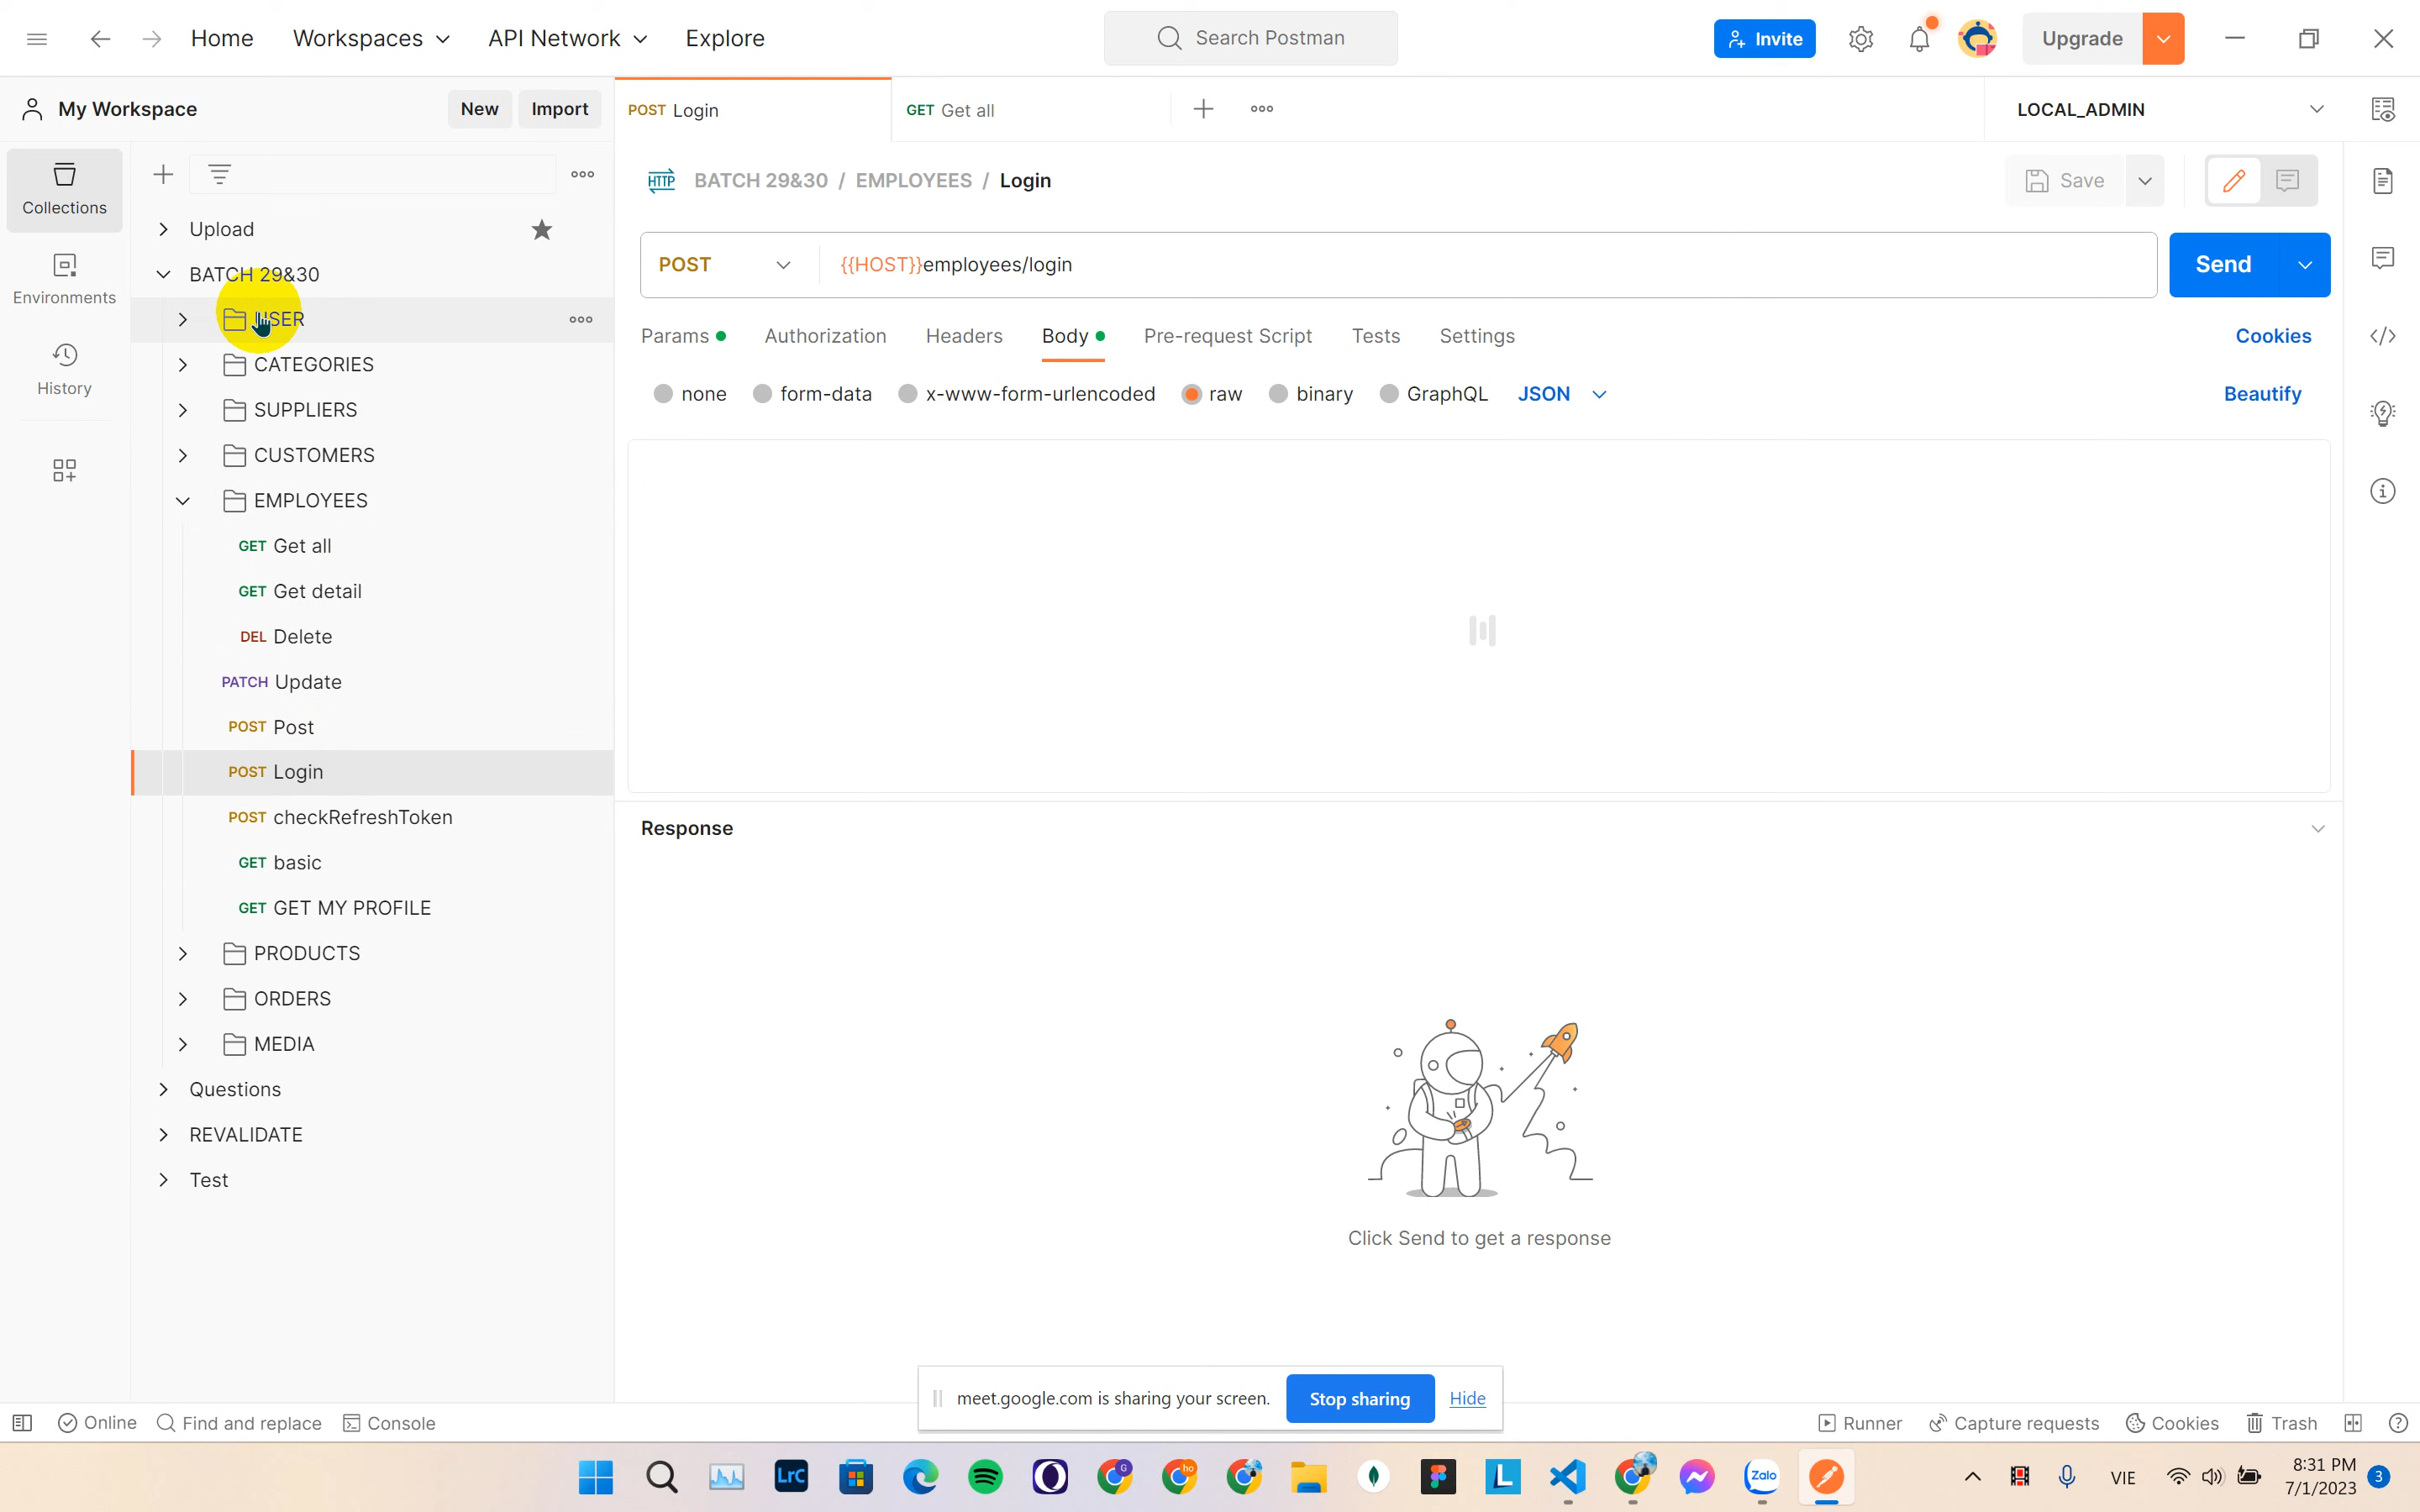 Home Workspaces API Network Explore Search Postman Invite Upgrade
My Workspace New Import POST Login GET Get all LOCAL_ADMIN
Collections
Environments
History
Upload
BATCH 29&30
USER
CATEGORIES
SUPPLIERS
CUSTOMERS
EMPLOYEES
GET Get all
GET Get detail
DEL Delete
PATCH Update
POST Post
POST Login
POST checkRefreshToken
GET basic
GET GET MY PROFILE
PRODUCTS
ORDERS
MEDIA
Questions
REVALIDATE
Test
HTTP BATCH 29&30 / EMPLOYEES / Login Save
POST {{HOST}}employees/login Send
Params Authorization Headers Body Pre-request Script Tests Settings Cookies
none form-data x-www-form-urlencoded raw binary GraphQL JSON Beautify
Response
Click Send to get a response
meet.google.com is sharing your screen. Stop sharing Hide
Online Find and replace Console Runner Capture requests Cookies Trash
LrC G ho L Zalo VIE 8:31 PM 3
7/1/2023